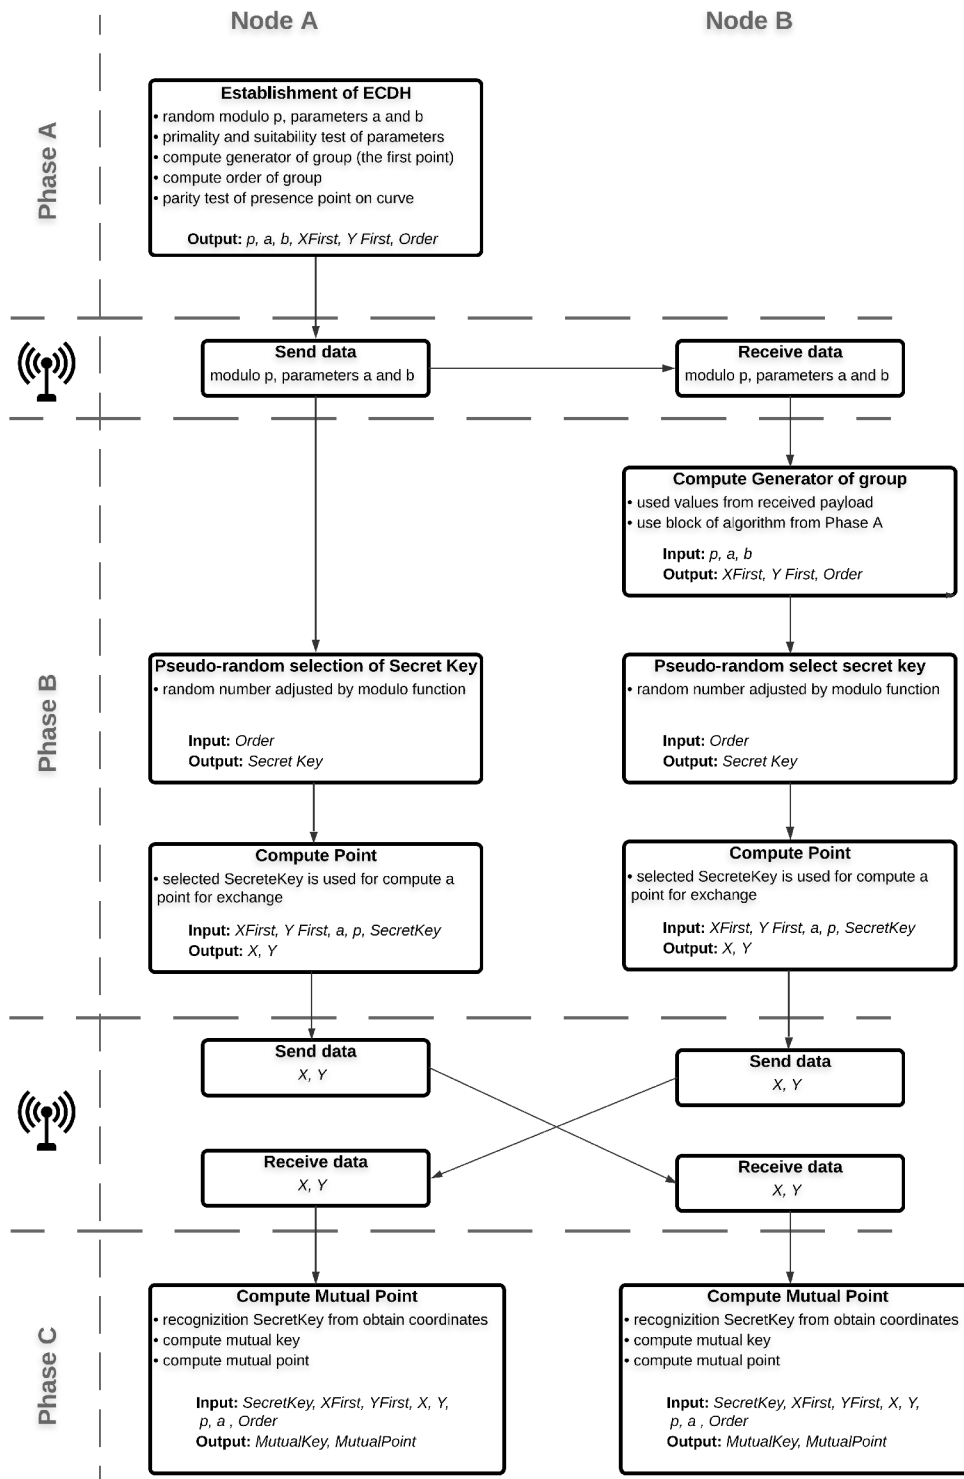 Node A
Node B
Phase A
Establishment of ECDH
• random modulo p, parameters a and b
• primality and suitability test of parameters
• compute generator of group (the first point)
• compute order of group
• parity test of presence point on curve
Output: p, a, b, XFirst, Y First, Order
Send data
modulo p, parameters a and b
Receive data
modulo p, parameters a and b
Phase B
Compute Generator of group
• used values from received payload
• use block of algorithm from Phase A
Input: p, a, b
Output: XFirst, Y First, Order
Pseudo-random selection of Secret Key
• random number adjusted by modulo function
Input: Order
Output: Secret Key
Pseudo-random select secret key
• random number adjusted by modulo function
Input: Order
Output: Secret Key
Compute Point
• selected SecreteKey is used for compute a
point for exchange
Input: XFirst, Y First, a, p, SecretKey
Output: X, Y
Compute Point
• selected SecreteKey is used for compute a
point for exchange
Input: XFirst, Y First, a, p, SecretKey
Output: X, Y
Send data
X, Y
Send data
X, Y
Receive data
X, Y
Receive data
X, Y
Phase C
Compute Mutual Point
• recognizition SecretKey from obtain coordinates
• compute mutual key
• compute mutual point
Input: SecretKey, XFirst, YFirst, X, Y,
p, a , Order
Output: MutualKey, MutualPoint
Compute Mutual Point
• recognizition SecretKey from obtain coordinates
• compute mutual key
• compute mutual point
Input: SecretKey, XFirst, YFirst, X, Y,
p, a , Order
Output: MutualKey, MutualPoint